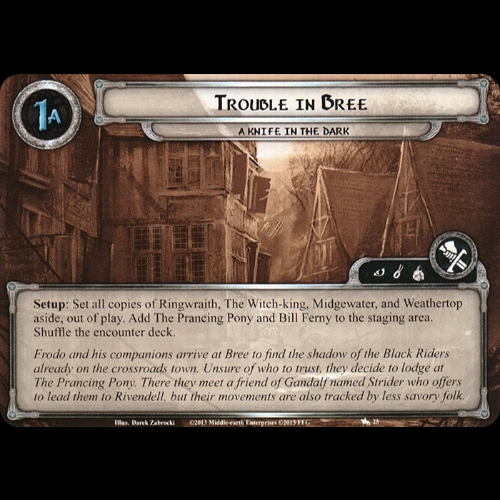 1A
TROUBLE IN BREE
A KNIFE IN THE DARK
Setup: Set all copies of Ringwraith, The Witch-king, Midgewater, and Weathertop
aside, out of play. Add The Prancing Pony and Bill Ferny to the staging area.
Shuffle the encounter deck.
Frodo and his companions arrive at Bree to find the shadow of the Black Riders
already on the crossroads town. Unsure of who to trust, they decide to lodge at
The Prancing Pony. There they meet a friend of Gandalf named Strider who offers
to lead them to Rivendell, but their movements are also tracked by less savory folk.
Illus. Darek Zabrocki ©2013 Middle-earth Enterprises ©2013 FFG 25